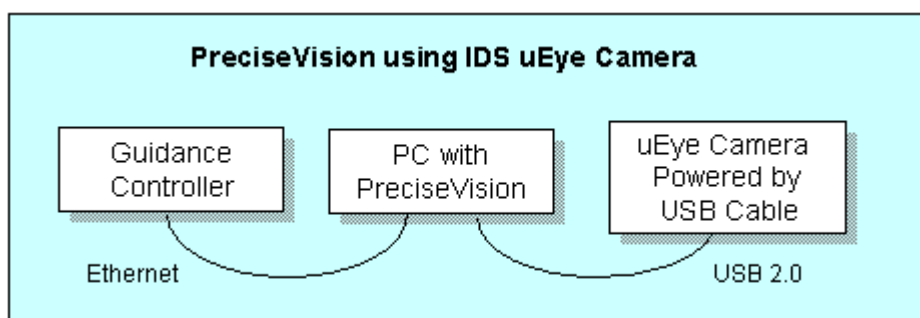 PreciseVision using IDS uEye Camera
Guidance
Controller
PC with
PreciseVision
uEye Camera
Powered by
USB Cable
Ethernet
USB 2.0